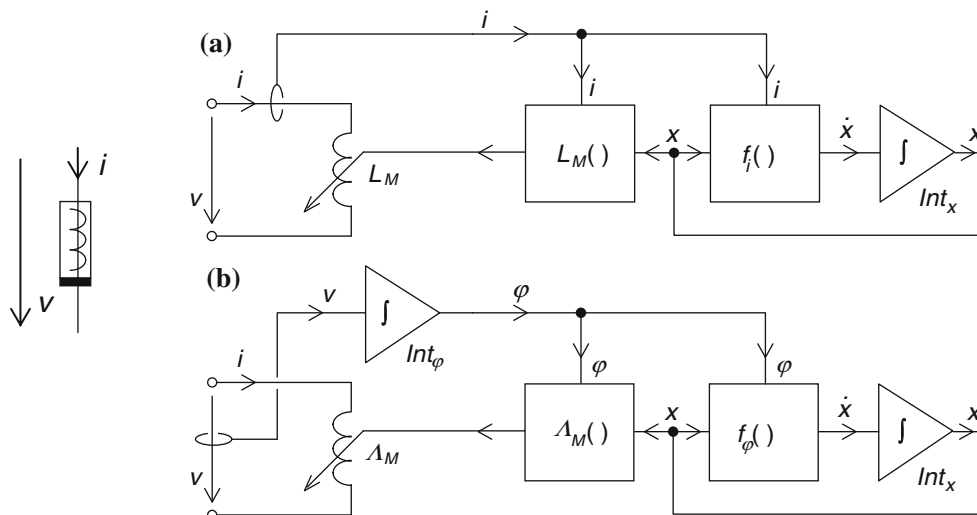 (a)
i
i
i
i
v
L_M
L_M( )
x
f_i( )
ẋ
∫
Int_x
x
i
v
(b)
v
∫
Int_φ
φ
φ
φ
i
v
Λ_M
Λ_M( )
x
f_φ( )
ẋ
∫
Int_x
x